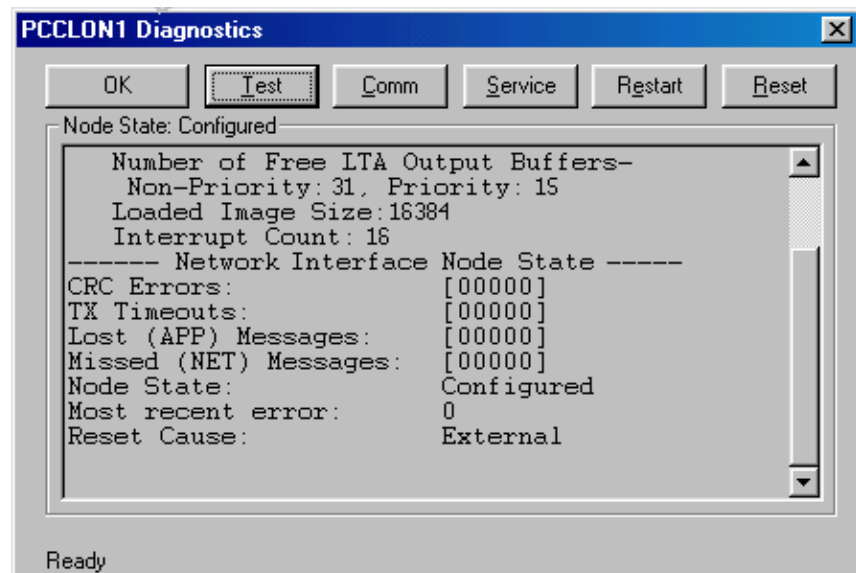 PCCLON1 Diagnostics
OK Test Comm Service Restart Reset
Node State: Configured
Number of Free LTA Output Buffers-
Non-Priority: 31, Priority: 15
Loaded Image Size:16384
Interrupt Count: 16
------ Network Interface Node State -----
CRC Errors: [00000]
TX Timeouts: [00000]
Lost (APP) Messages: [00000]
Missed (NET) Messages: [00000]
Node State: Configured
Most recent error: 0
Reset Cause: External
Ready